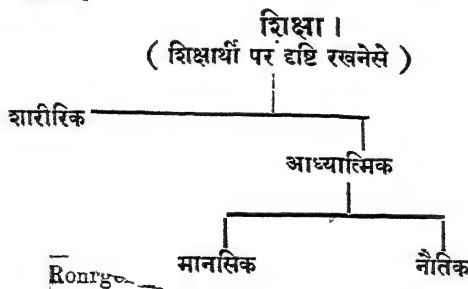 शिक्षा ।
( शिक्षार्थी पर दृष्टि रखनेसे )
शारीरिक
आध्यात्मिक
मानसिक
नैतिक